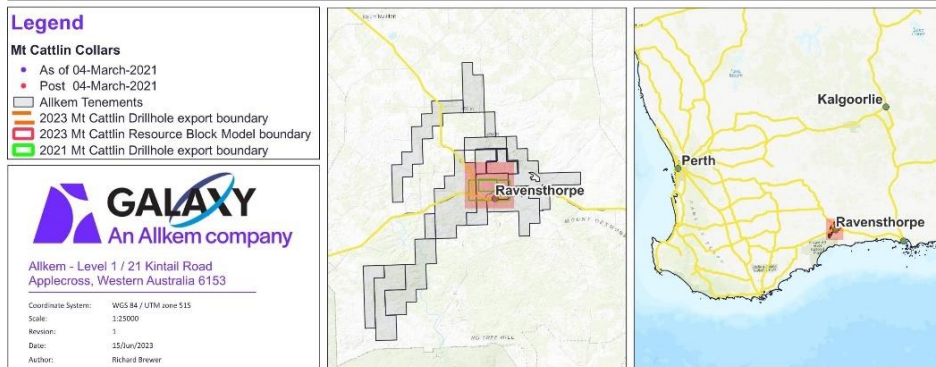 Legend
Mt Cattlin Collars
As of 04-March-2021
Post 04-March-2021
Allkem Tenements
2023 Mt Cattlin Drillhole export boundary
2023 Mt Cattlin Resource Block Model boundary
2021 Mt Cattlin Drillhole export boundary
GALAXY
An Allkem company
Allkem - Level 1 / 21 Kintail Road
Applecross, Western Australia 6153
Coordinate System: WGS 84 / UTM zone 51S
Scale: 1:25000
Revision: 1
Date: 15/Jun/2023
Author: Richard Brewer
Ravensthorpe
Kalgoorlie
Perth
Ravensthorpe